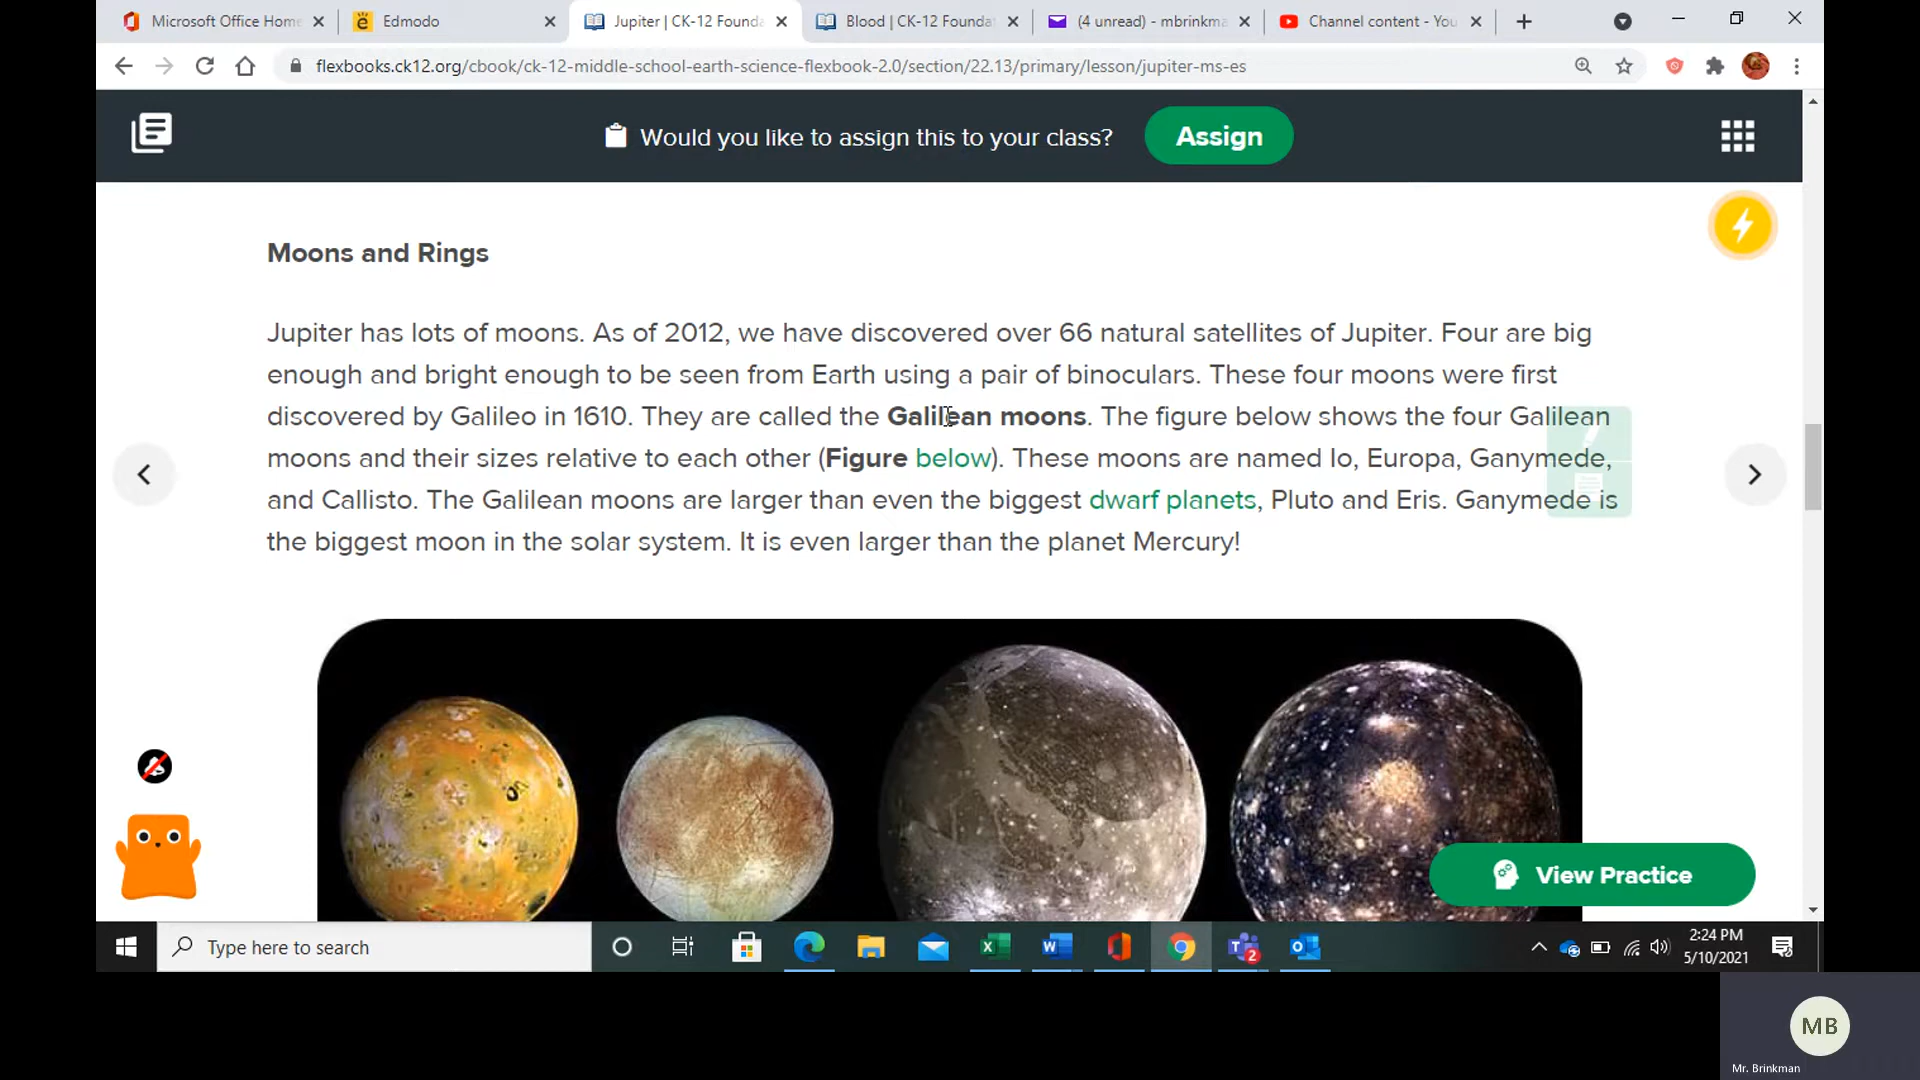 Microsoft Office Home
Edmodo
Jupiter | CK-12 Founda
Blood | CK-12 Foundat
(4 unread) - mbrinkma
Channel content - You
flexbooks.ck12.org/cbook/ck-12-middle-school-earth-science-flexbook-2.0/section/22.13/primary/lesson/jupiter-ms-es
Would you like to assign this to your class?
Assign
Moons and Rings
Jupiter has lots of moons. As of 2012, we have discovered over 66 natural satellites of Jupiter. Four are big
enough and bright enough to be seen from Earth using a pair of binoculars. These four moons were first
discovered by Galileo in 1610. They are called the Galilean moons. The figure below shows the four Galilean
moons and their sizes relative to each other (Figure below). These moons are named Io, Europa, Ganymede,
and Callisto. The Galilean moons are larger than even the biggest dwarf planets, Pluto and Eris. Ganymede is
the biggest moon in the solar system. It is even larger than the planet Mercury!
View Practice
Type here to search
2
2:24 PM
5/10/2021
MB
Mr. Brinkman